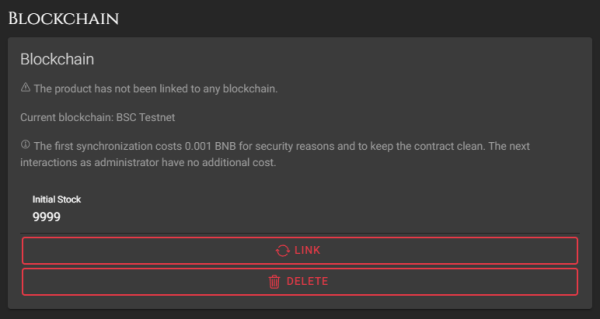 Blockchain
Blockchain
The product has not been linked to any blockchain.
Current blockchain: BSC Testnet
The first synchronization costs 0.001 BNB for security reasons and to keep the contract clean. The next
interactions as administrator have no additional cost.
Initial Stock
9999
LINK
DELETE